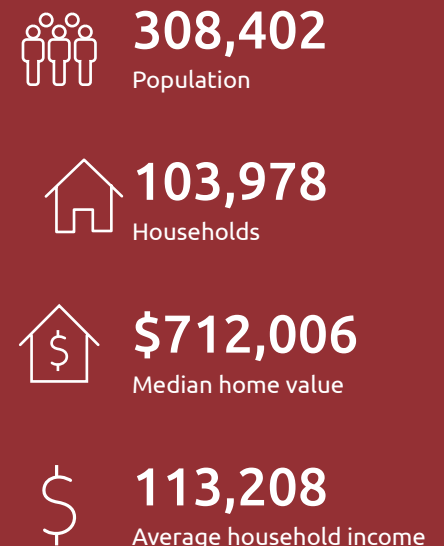 308,402
Population
103,978
Households
$712,006
Median home value
113,208
Average household income